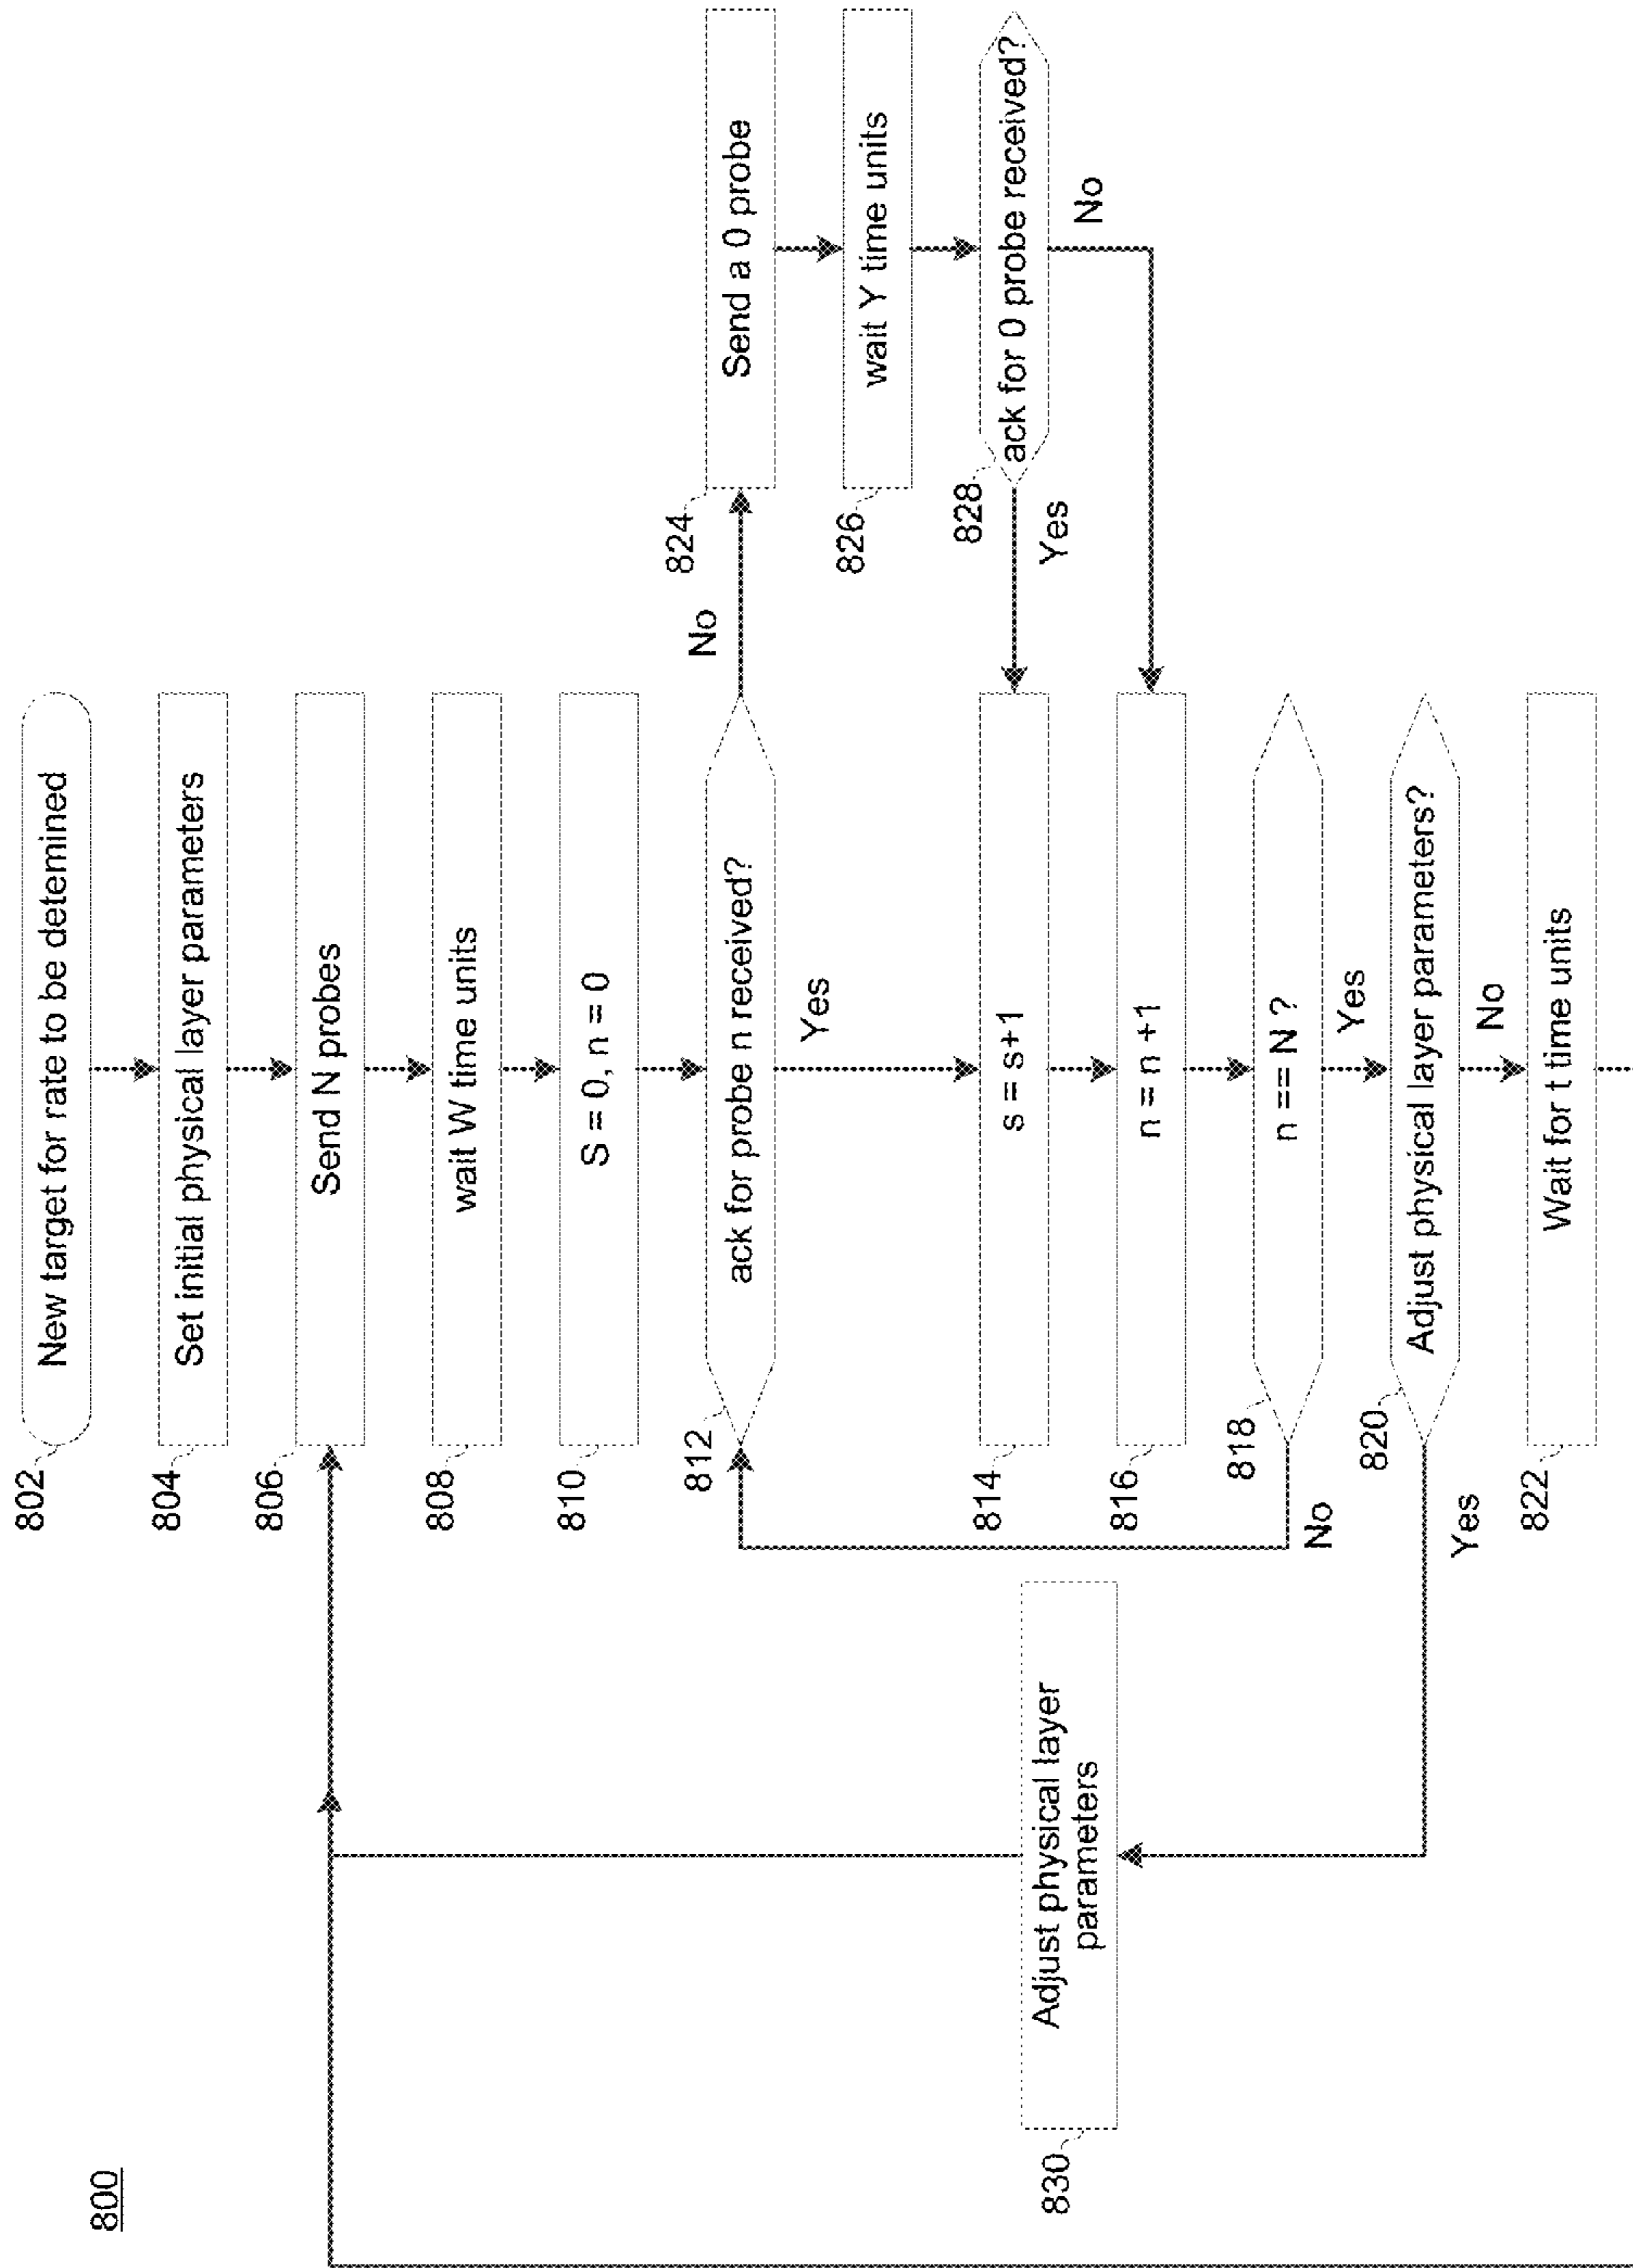 800
802
New target for rate to be detemined
804
Set initial physical layer parameters
806
Send N probes
808
wait W time units
810
S = 0, n = 0
812
ack for probe n received?
No
Yes
824
Send a 0 probe
826
wait Y time units
828
ack for 0 probe received?
Yes
No
814
s = s+1
816
n = n +1
818
n == N ?
No
Yes
820
Adjust physical layer parameters?
Yes
No
822
Wait for t time units
830
Adjust physical layer
parameters